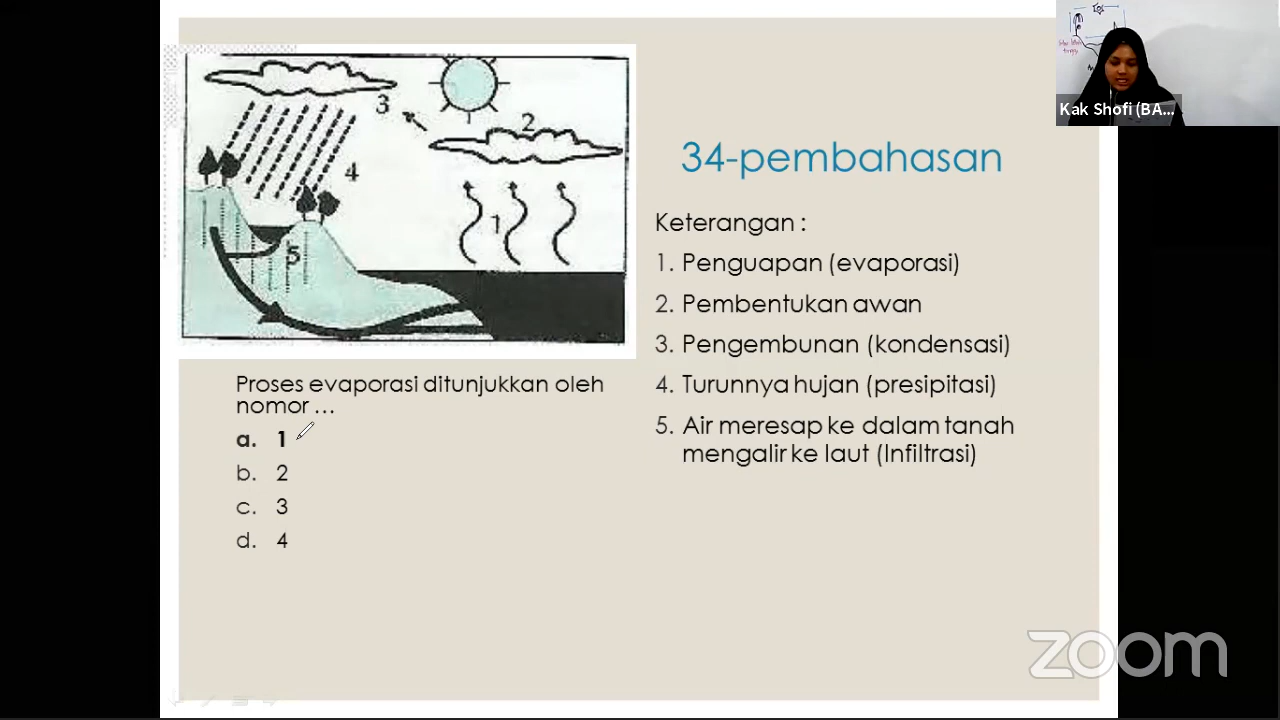 Kak Shofi (BA...
3
2
4
1
5
34-pembahasan
Keterangan :
1. Penguapan (evaporasi)
2. Pembentukan awan
3. Pengembunan (kondensasi)
4. Turunnya hujan (presipitasi)
5. Air meresap ke dalam tanah
mengalir ke laut (Infiltrasi)
Proses evaporasi ditunjukkan oleh
nomor ...
a. 1
b. 2
c. 3
d. 4
zoom